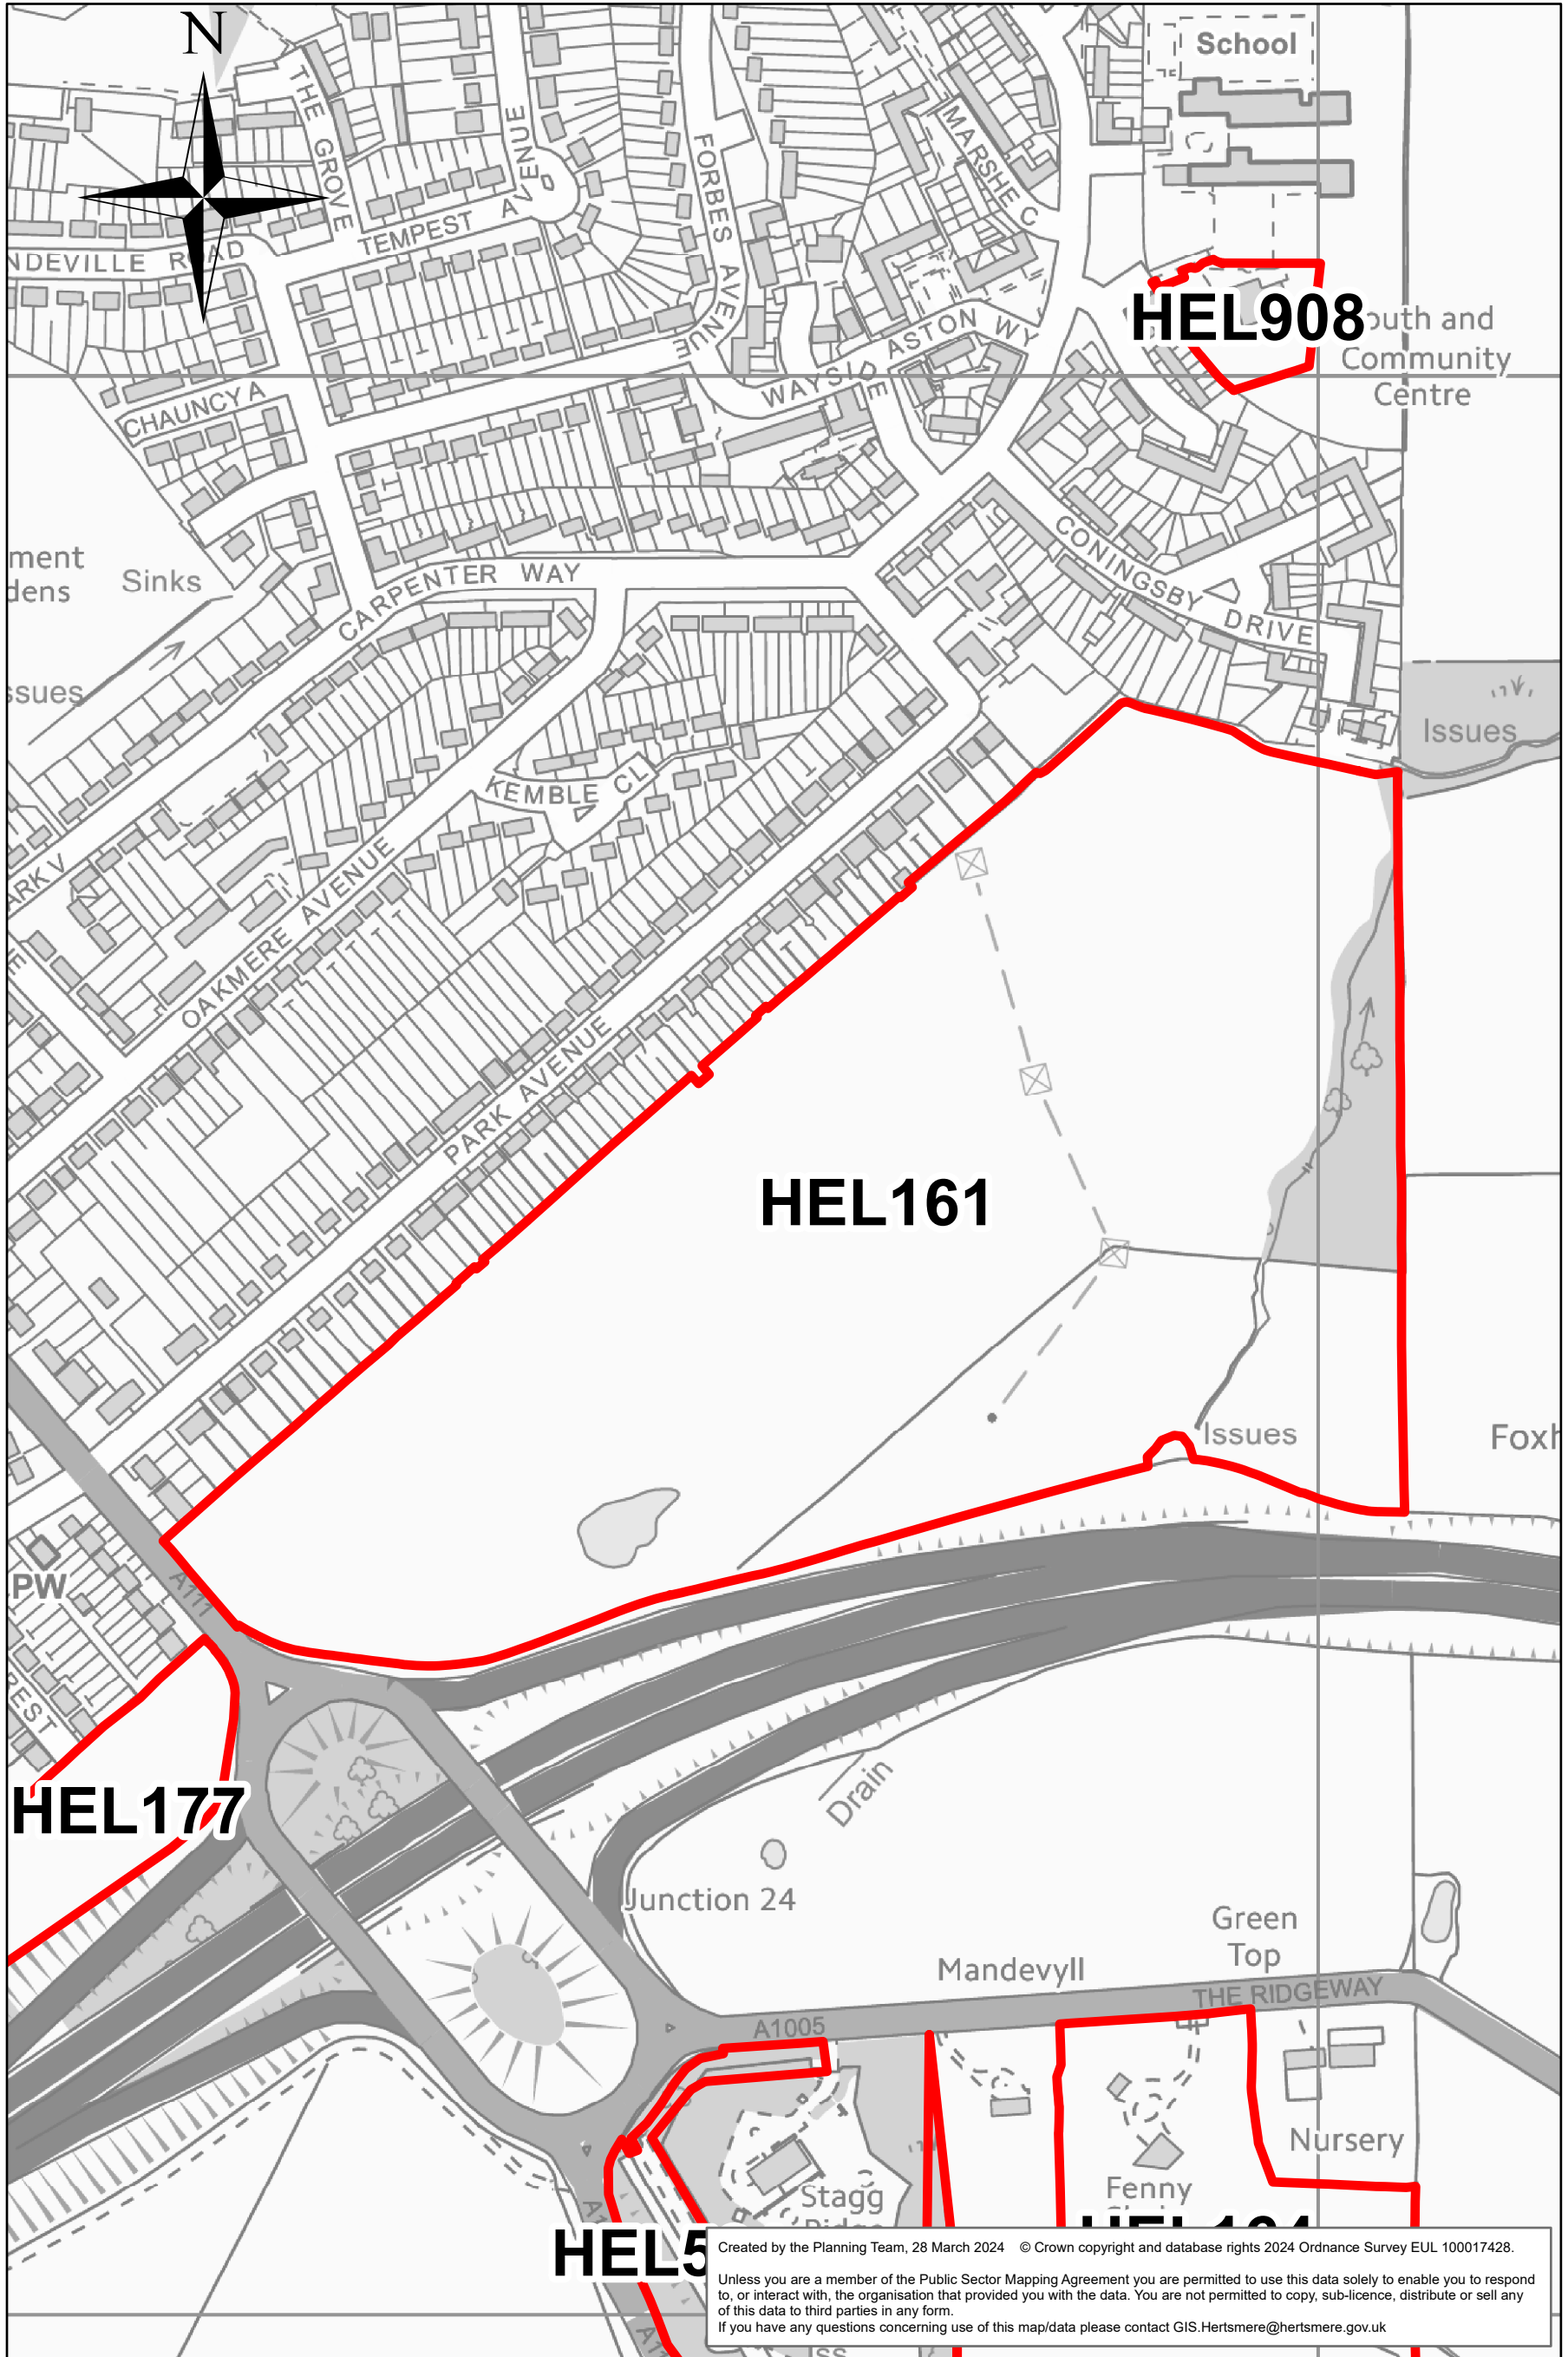 N
School
THE GROVE
AVENUE
FORBES AVENUE
MARSHE C
TEMPEST
NDEVILLE ROAD
HEL908
outh and
Community
Centre
ASTON WY
WAYSIDE
AVENUE
CHAUNCY A
ment
dens
Sinks
CARPENTER WAY
CONINGSBY DRIVE
ssues
Issues
KEMBLE CL
ARK V
OAKMERE AVENUE
PARK AVENUE
HEL161
Issues
Foxh
PW
A111
REST
HEL177
Drain
Junction 24
Green
Top
Mandevyll
THE RIDGEWAY
A1005
Nursery
Fenny
Stagg
Ridge
HEL5
Created by the Planning Team, 28 March 2024 © Crown copyright and database rights 2024 Ordnance Survey EUL 100017428.
Unless you are a member of the Public Sector Mapping Agreement you are permitted to use this data solely to enable you to respond
to, or interact with, the organisation that provided you with the data. You are not permitted to copy, sub-licence, distribute or sell any
of this data to third parties in any form.
If you have any questions concerning use of this map/data please contact GIS.Hertsmere@hertsmere.gov.uk